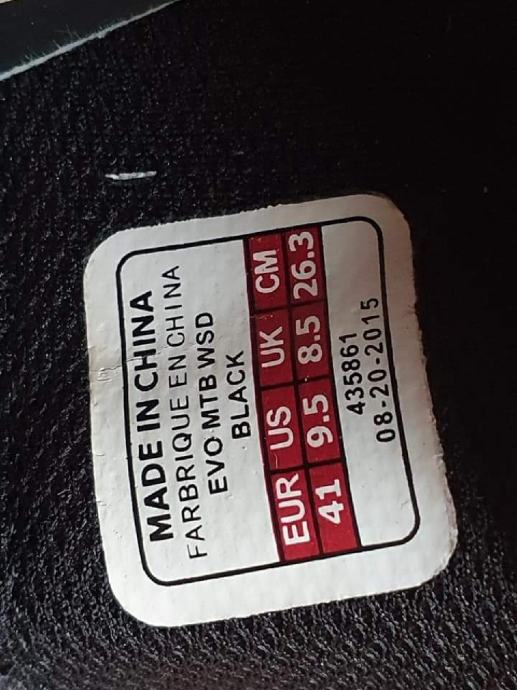 MADE IN CHINA
FARBRIQUE EN CHINA
EVO MTB WSD
BLACK
EUR US UK CM
41 9.5 8.5 26.3
435861
08-20-2015